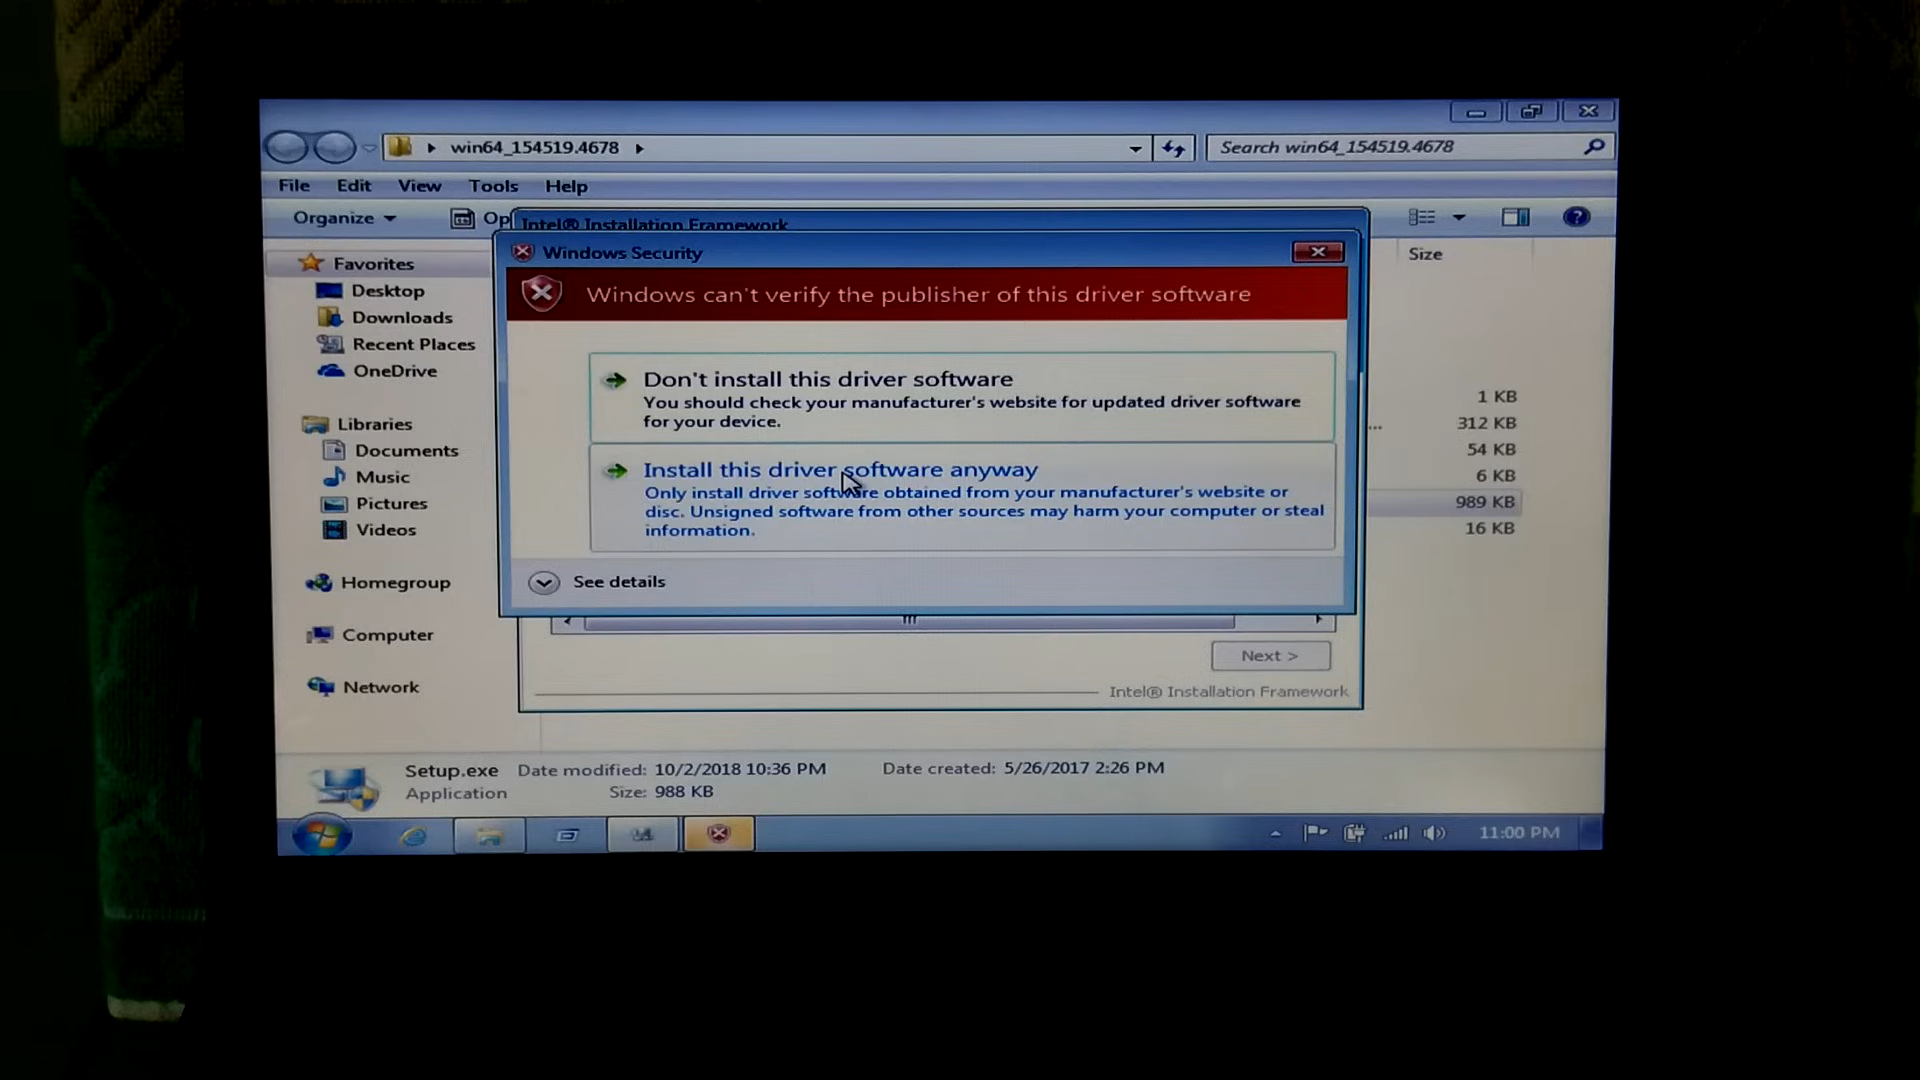 win64_154519.4678
Search win64_154519.4678
File Edit View Tools Help
Organize
Op
Intel® Installation Framework
Size
Windows Security
Windows can't verify the publisher of this driver software
Don't install this driver software
You should check your manufacturer's website for updated driver software
for your device.
Install this driver software anyway
Only install driver software obtained from your manufacturer's website or
disc. Unsigned software from other sources may harm your computer or steal
information.
See details
Favorites
Desktop
Downloads
Recent Places
OneDrive
Libraries
Documents
Music
Pictures
Videos
Homegroup
Computer
Network
1 KB
... 312 KB
54 KB
6 KB
989 KB
16 KB
Next >
Intel® Installation Framework
Setup.exe Date modified: 10/2/2018 10:36 PM Date created: 5/26/2017 2:26 PM
Application Size: 988 KB
11:00 PM